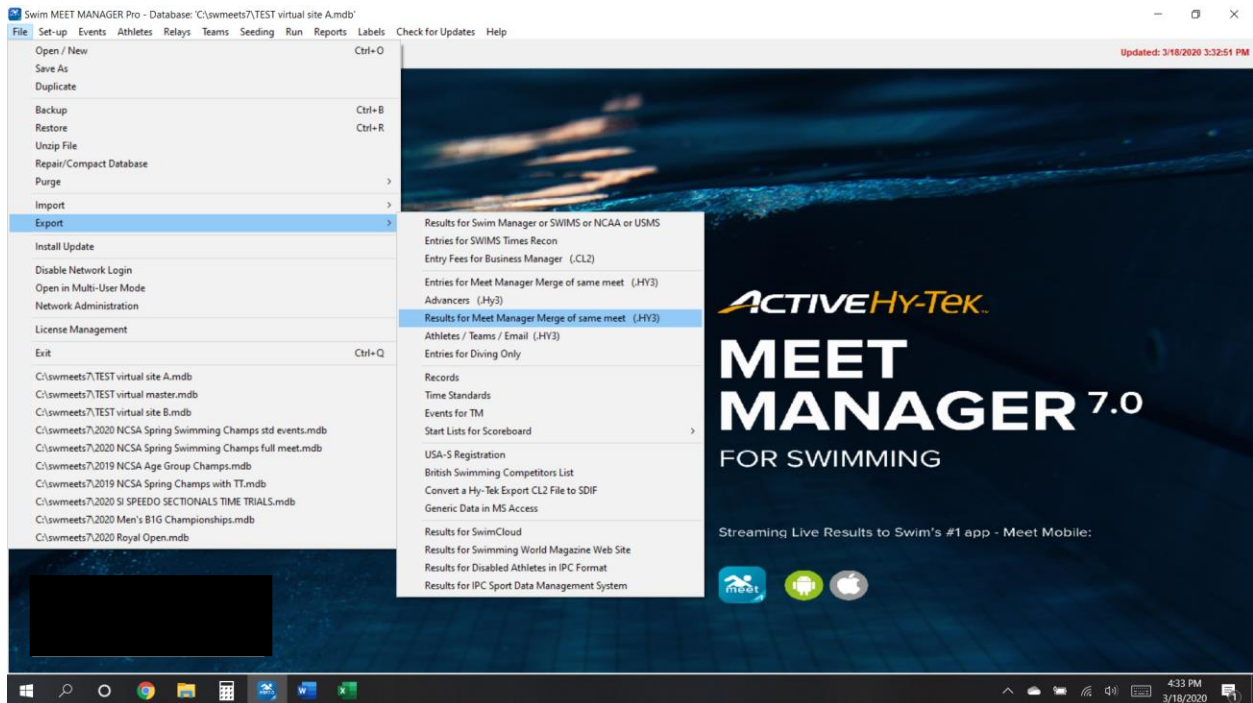 Swim MEET MANAGER Pro - Database: 'C:\swmeets7\TEST virtual site A.mdb'
File Set-up Events Athletes Relays Teams Seeding Run Reports Labels Check for Updates Help
Updated: 3/18/2020 3:32:51 PM
Open / New Ctrl+O
Save As
Duplicate
Backup Ctrl+B
Restore Ctrl+R
Unzip File
Repair/Compact Database
Purge >
Import >
Export >
Install Update
Disable Network Login
Open in Multi-User Mode
Network Administration
License Management
Exit Ctrl+Q
C:\swmeets7\TEST virtual site A.mdb
C:\swmeets7\TEST virtual master.mdb
C:\swmeets7\TEST virtual site B.mdb
C:\swmeets7\2020 NCSA Spring Swimming Champs std events.mdb
C:\swmeets7\2020 NCSA Spring Swimming Champs full meet.mdb
C:\swmeets7\2019 NCSA Age Group Champs.mdb
C:\swmeets7\2019 NCSA Spring Champs with TT.mdb
C:\swmeets7\2020 SI SPEEDO SECTIONALS TIME TRIALS.mdb
C:\swmeets7\2020 Men's B1G Championships.mdb
C:\swmeets7\2020 Royal Open.mdb
Results for Swim Manager or SWIMS or NCAA or USMS
Entries for SWIMS Times Recon
Entry Fees for Business Manager (.CL2)
Entries for Meet Manager Merge of same meet (.HY3)
Advancers (.Hy3)
Results for Meet Manager Merge of same meet (.HY3)
Athletes / Teams / Email (.HY3)
Entries for Diving Only
Records
Time Standards
Events for TM
Start Lists for Scoreboard >
USA-S Registration
British Swimming Competitors List
Convert a Hy-Tek Export CL2 File to SDIF
Generic Data in MS Access
Results for SwimCloud
Results for Swimming World Magazine Web Site
Results for Disabled Athletes in IPC Format
Results for IPC Sport Data Management System
ACTIVE HY-TEK
MEET
MANAGER 7.0
FOR SWIMMING
Streaming Live Results to Swim's #1 app - Meet Mobile:
meet
4:33 PM
3/18/2020
1